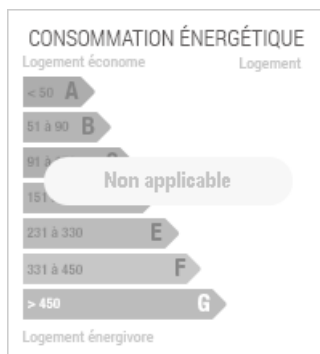 CONSOMMATION ÉNERGÉTIQUE
Logement économe Logement
< 50 A
51 à 90 B
91 à
Non applicable
151
231 à 330 E
331 à 450 F
> 450 G
Logement énergivore